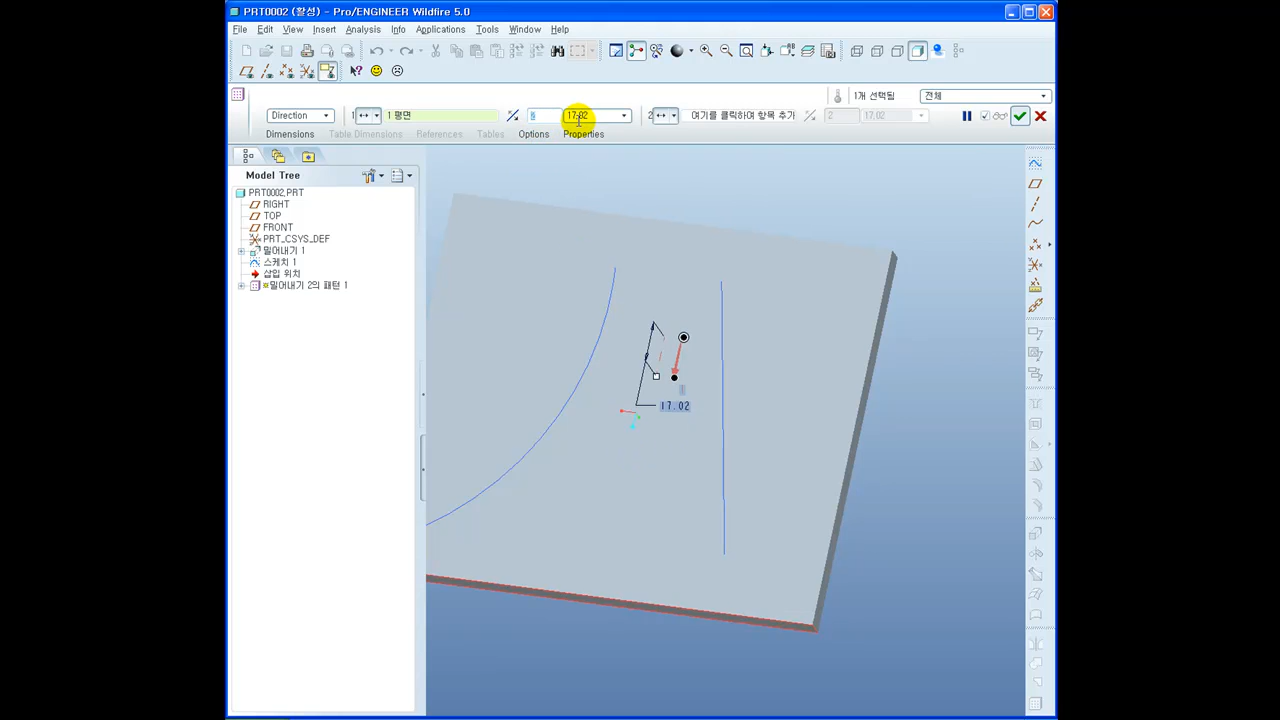 PRT0002 (활성) - Pro/ENGINEER Wildfire 5.0
File Edit View Insert Analysis Info Applications Tools Window Help
1개 선택됨 전체
Direction 1 1 평면 17.02 2 여기를 클릭하여 항목 추가 2 17.02
Dimensions Table Dimensions References Tables Options Properties
Model Tree
PRT0002.PRT
RIGHT
TOP
FRONT
PRT_CSYS_DEF
밀어내기 1
스케치 1
삽입 위치
밀어내기 2의 패턴 1
17.02